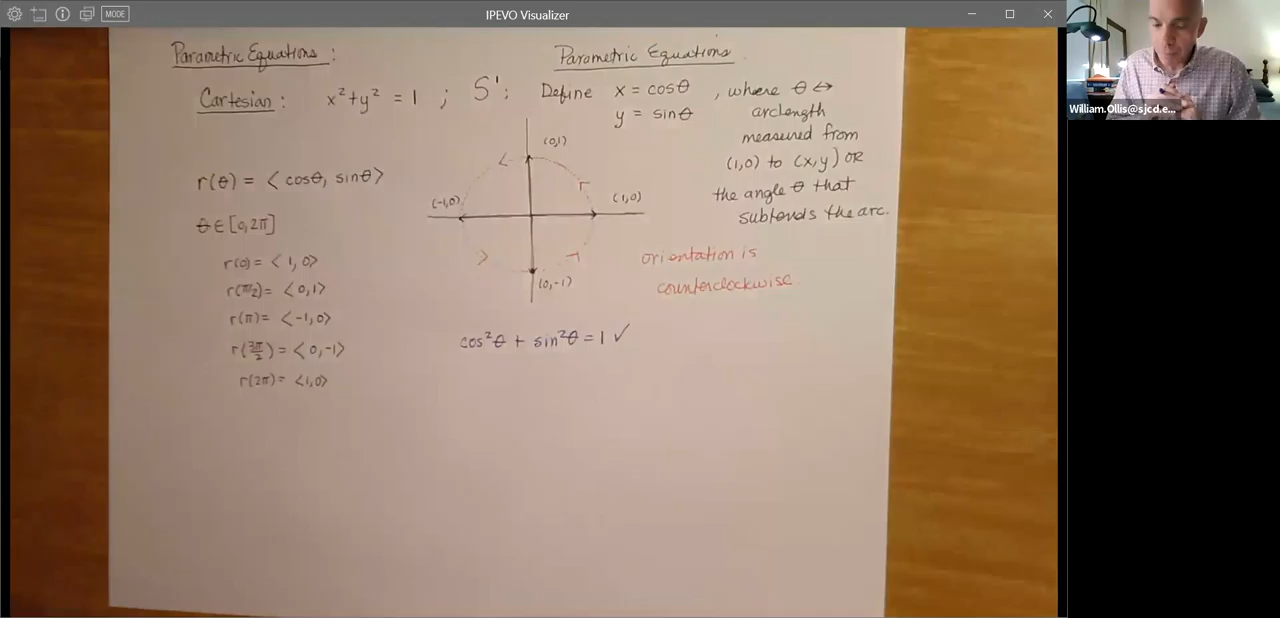 IPEVO Visualizer
MODE
William.Ollis@sjcd.e...
Parametric Equations :
Parametric Equations
Cartesian : x² + y² = 1 ; S¹: Define x = cosθ , where θ ↔
y = sinθ arclength
measured from
(1,0) to (x,y) OR
the angle θ that
subtends the arc.
r(θ) = < cosθ, sinθ >
θ ∈ [0, 2π]
r(0) = < 1, 0>
r(π/2) = < 0, 1>
r(π) = < -1, 0>
r(3π/2) = < 0, -1>
r(2π) = <1,0>
(0,1)
(-1,0)
(1,0)
(0,-1)
orientation is
counterclockwise
cos²θ + sin²θ = 1 ✓